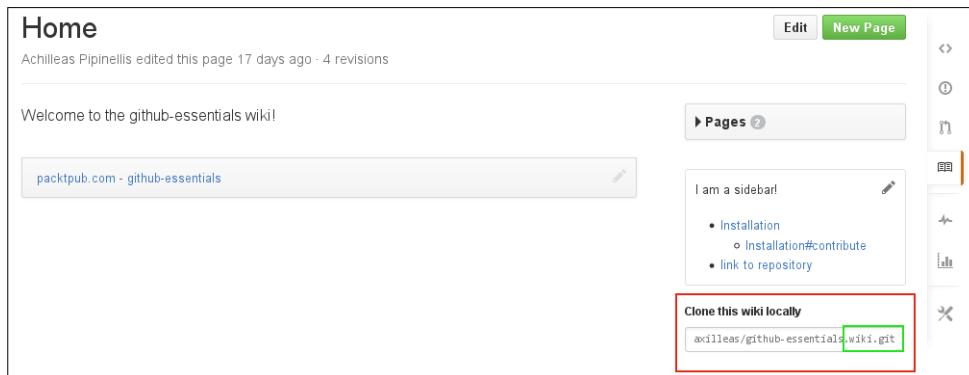 Home
Edit
New Page
Achilleas Pipinellis edited this page 17 days ago · 4 revisions
Welcome to the github-essentials wiki!
packtpub.com - github-essentials
Pages 2
I am a sidebar!
Installation
Installation#contribute
link to repository
Clone this wiki locally
axilleas/github-essentials.wiki.git